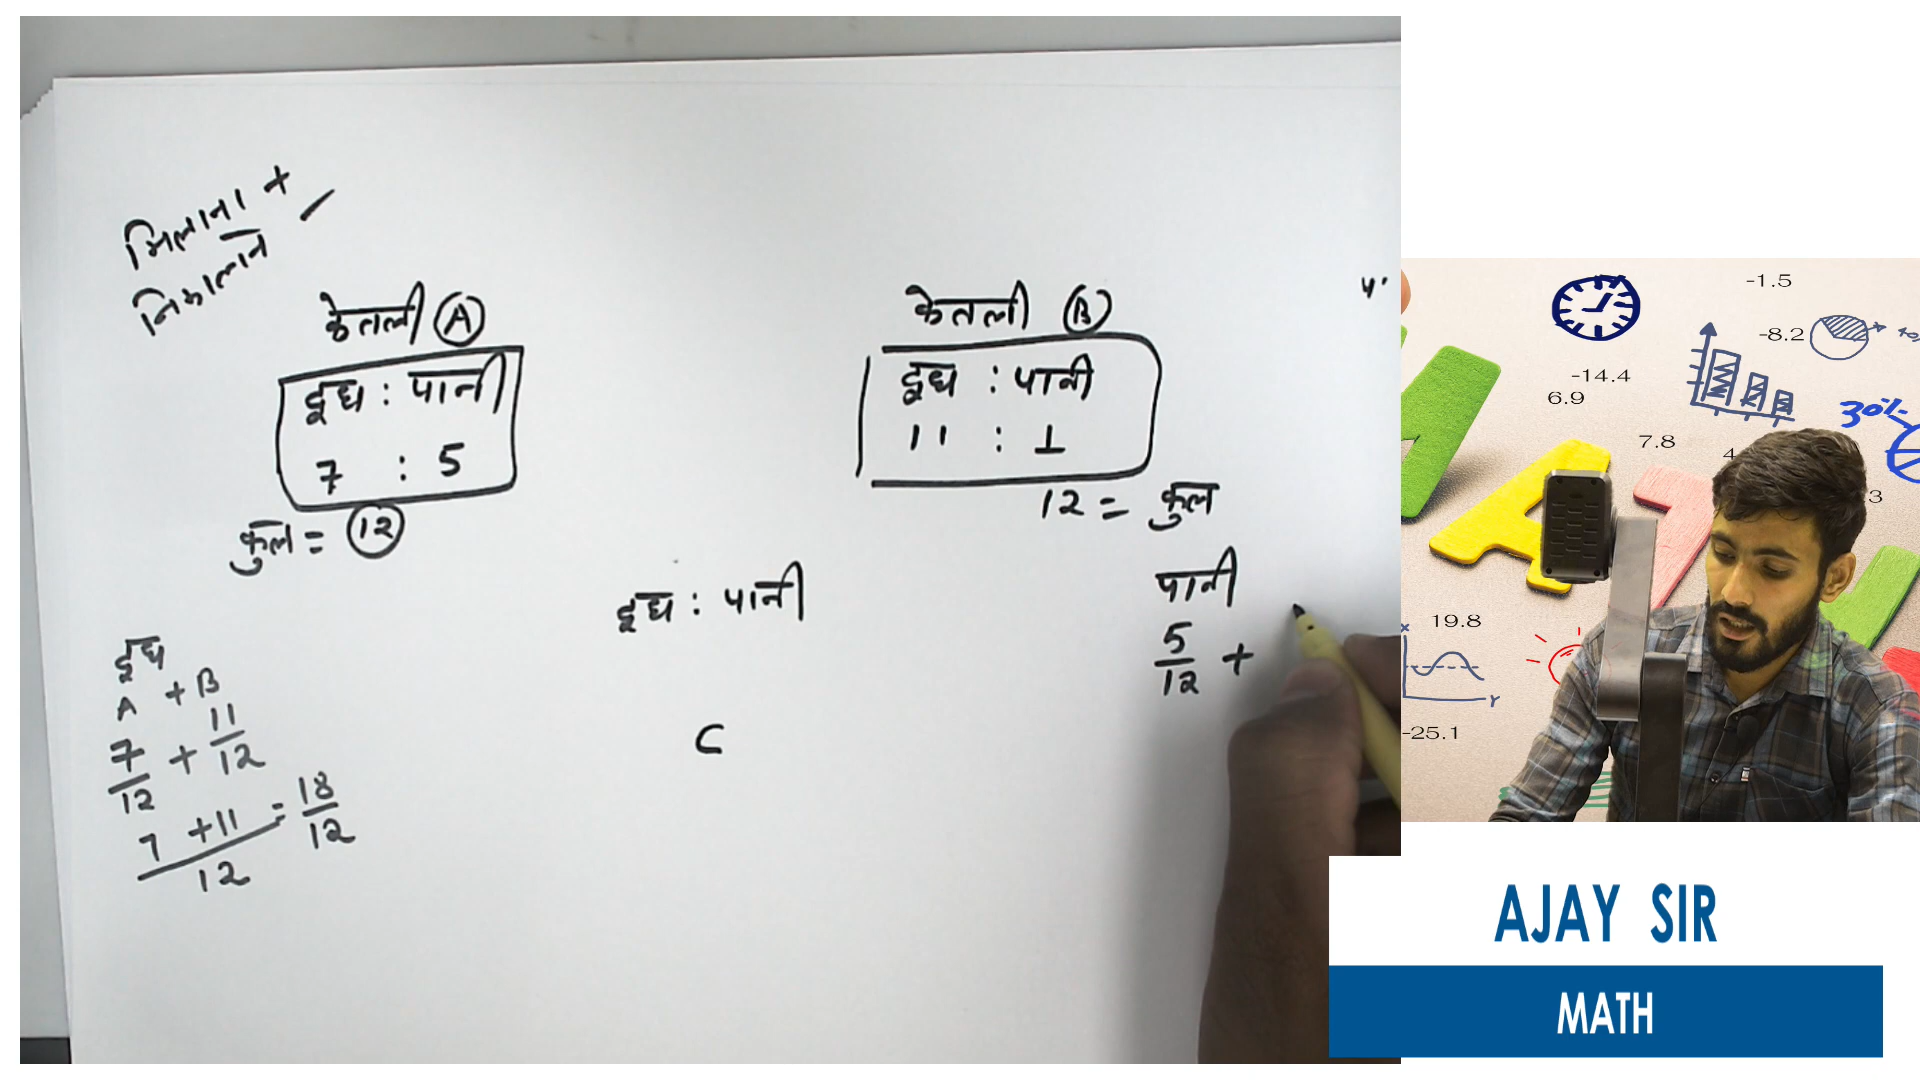 मिलाना +
निकालने -
केतली A
दूध : पानी
7 : 5
कुल = 12
केतली B
दूध : पानी
11 : 1
12 = कुल
दूध : पानी
C
दूध
A + B
7/12 + 11/12
7 + 11/12 = 18/12
पानी
5/12 +
-1.5
-8.2
-14.4
6.9
7.8
30%
19.8
X
Y
-25.1
AJAY SIR
MATH